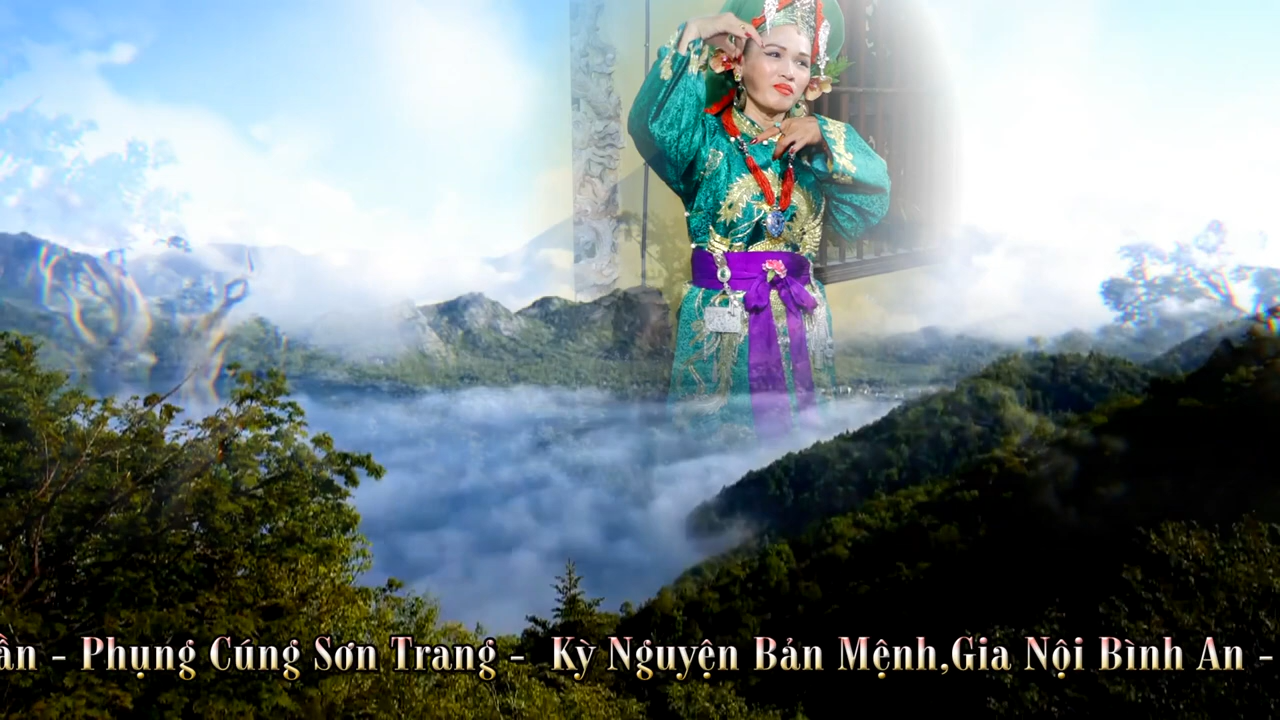 - Phụng Cúng Sơn Trang - Kỳ Nguyện Bản Mệnh,Gia Nội Bình An -